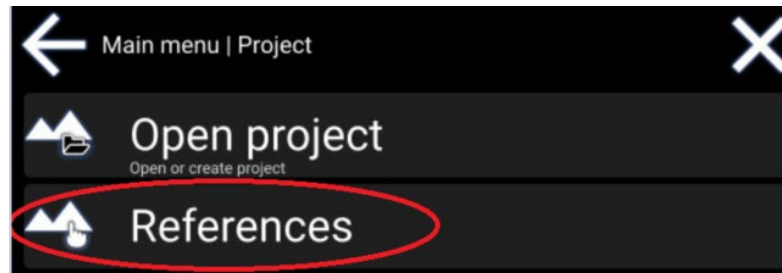 Main menu | Project
Open project
Open or create project
References